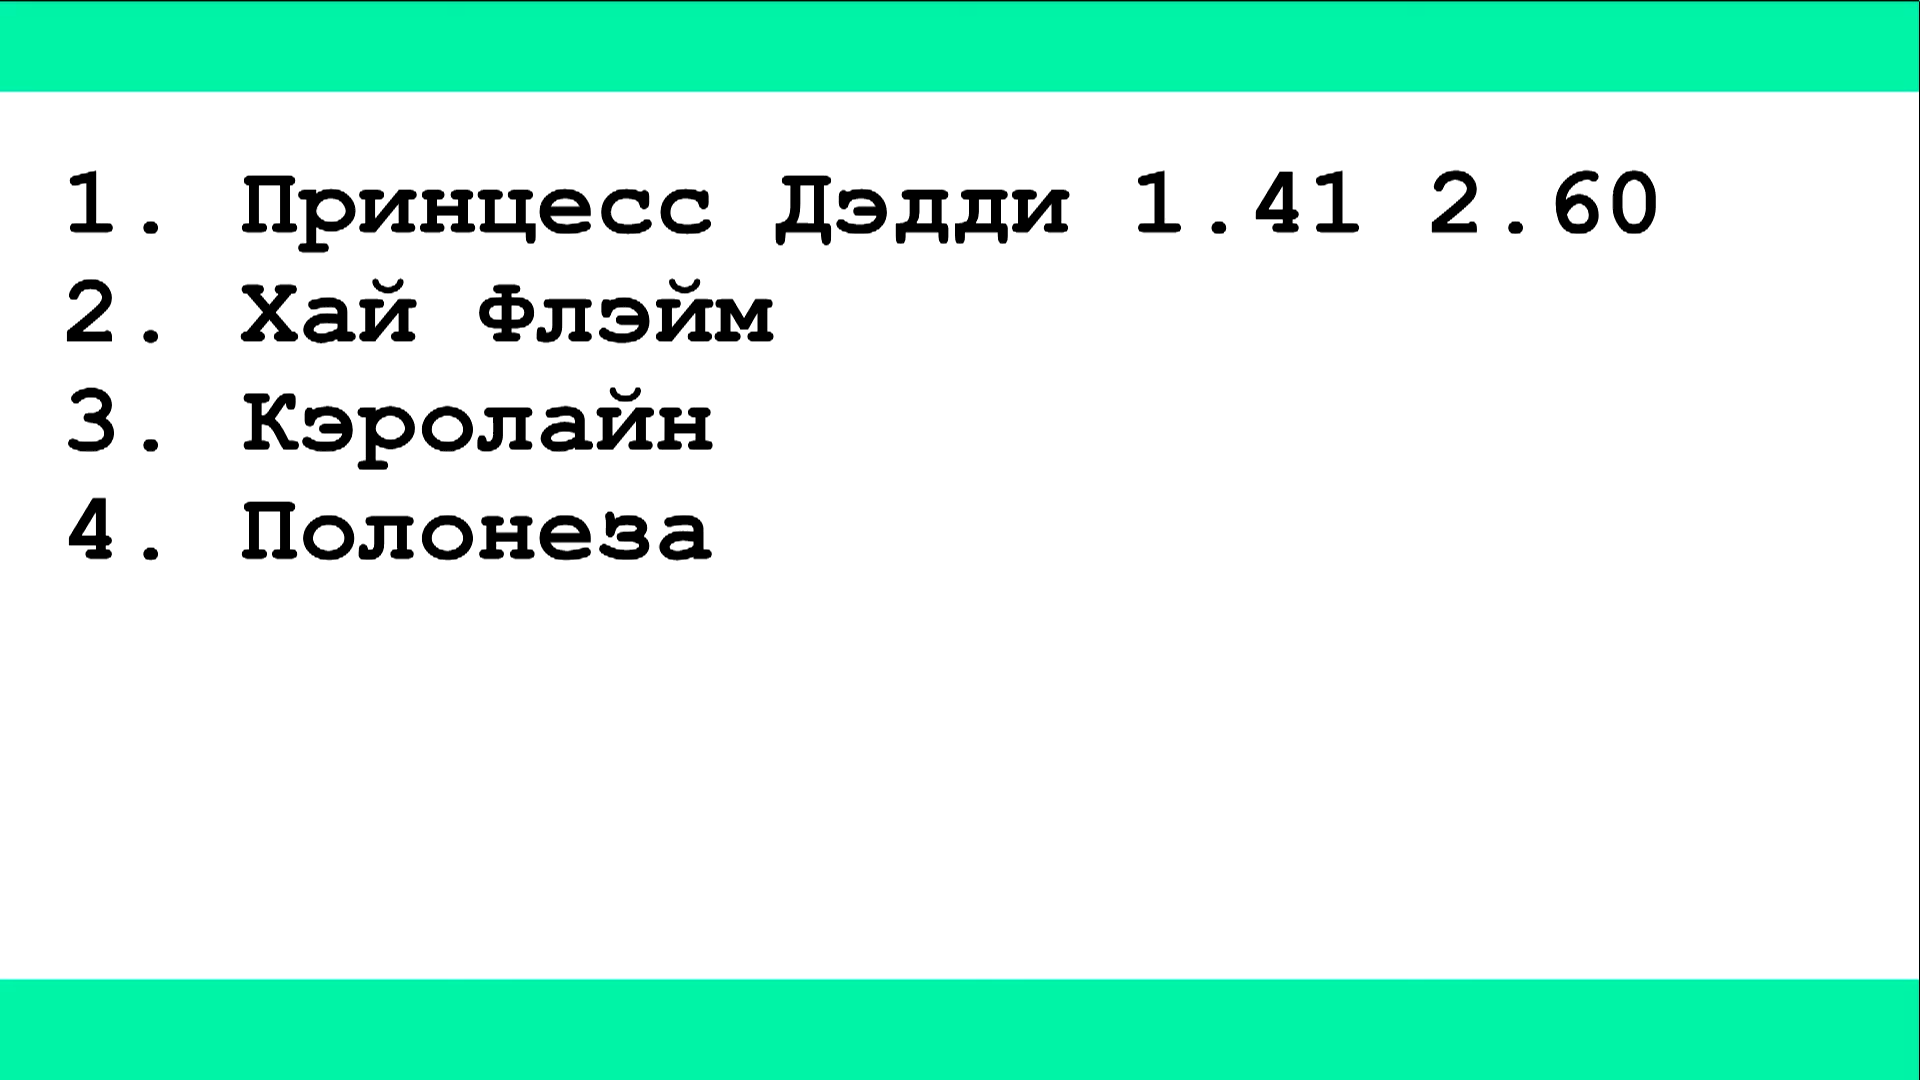 1. Принцесс Дэдди 1.41 2.60
2. Хай Флэйм
3. Кэролайн
4. Полонеза